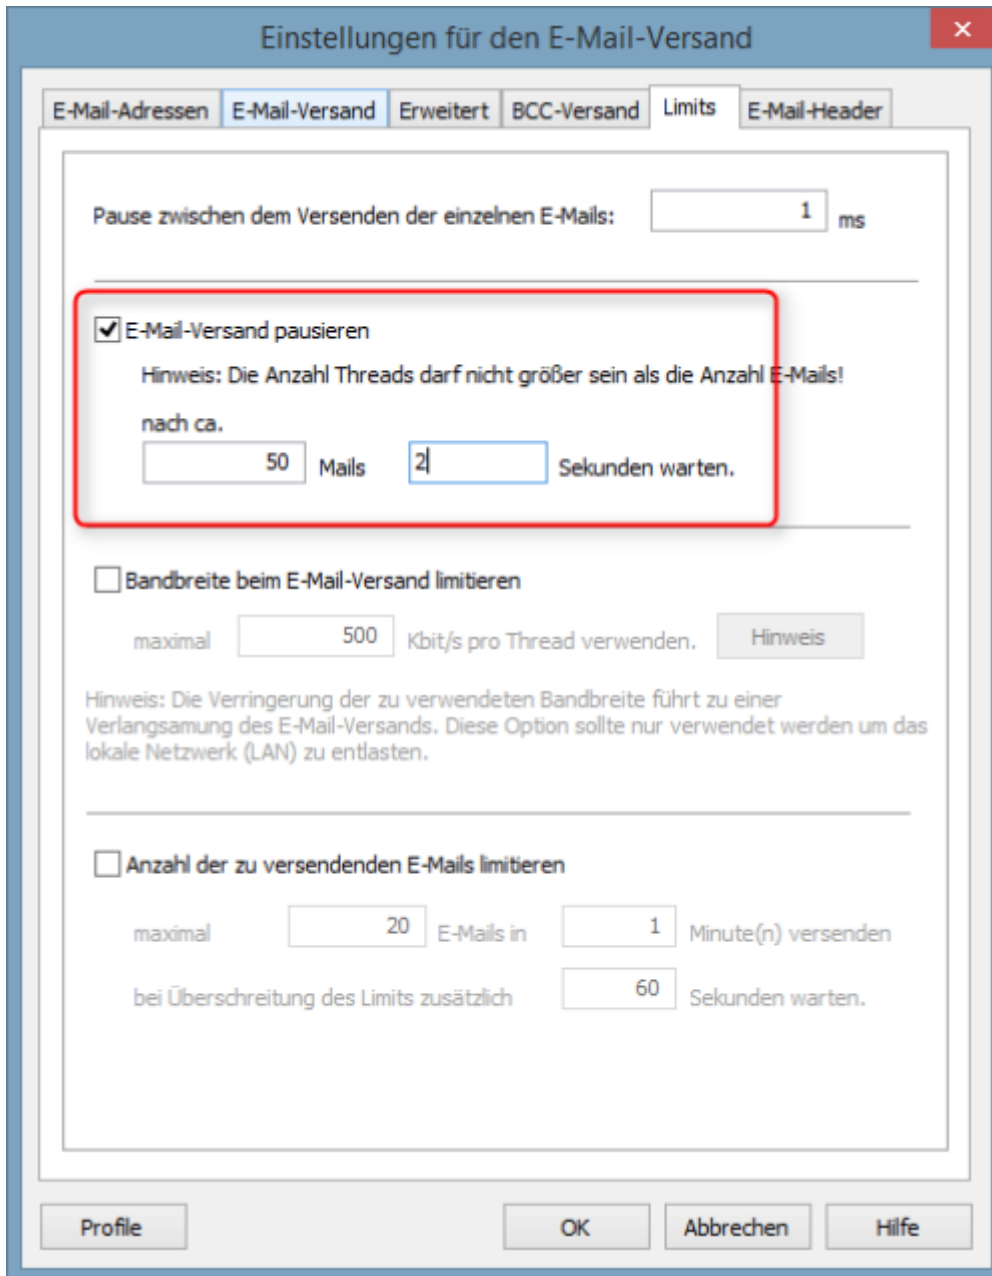 Einstellungen für den E-Mail-Versand
E-Mail-Adressen E-Mail-Versand Erweitert BCC-Versand Limits E-Mail-Header
Pause zwischen dem Versenden der einzelnen E-Mails: 1 ms
E-Mail-Versand pausieren
Hinweis: Die Anzahl Threads darf nicht größer sein als die Anzahl E-Mails!
nach ca.
50 Mails 2 Sekunden warten.
Bandbreite beim E-Mail-Versand limitieren
maximal 500 Kbit/s pro Thread verwenden. Hinweis
Hinweis: Die Verringerung der zu verwendeten Bandbreite führt zu einer
Verlangsamung des E-Mail-Versands. Diese Option sollte nur verwendet werden um das
lokale Netzwerk (LAN) zu entlasten.
Anzahl der zu versendenden E-Mails limitieren
maximal 20 E-Mails in 1 Minute(n) versenden
bei Überschreitung des Limits zusätzlich 60 Sekunden warten.
Profile OK Abbrechen Hilfe